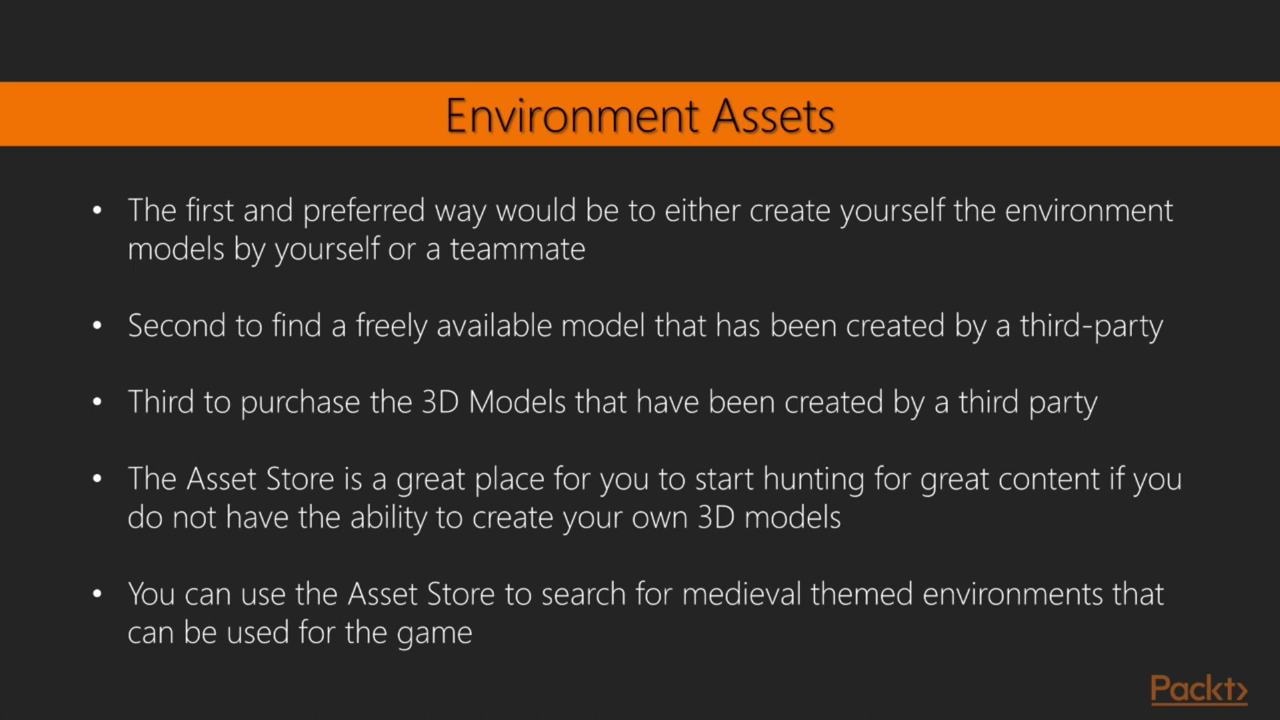 Environment Assets
• The first and preferred way would be to either create yourself the environment
models by yourself or a teammate
• Second to find a freely available model that has been created by a third-party
• Third to purchase the 3D Models that have been created by a third party
• The Asset Store is a great place for you to start hunting for great content if you
do not have the ability to create your own 3D models
• You can use the Asset Store to search for medieval themed environments that
can be used for the game
Packt>